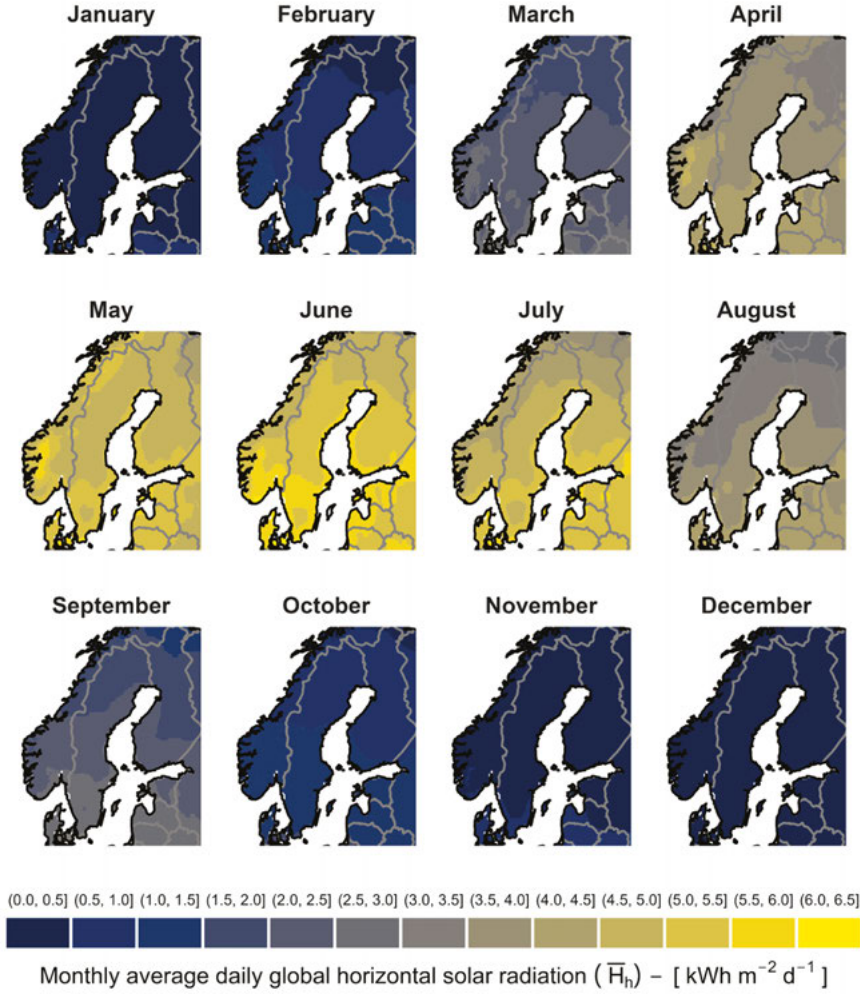 January February March April
May June July August
September October November December
(0.0, 0.5] (0.5, 1.0] (1.0, 1.5] (1.5, 2.0] (2.0, 2.5] (2.5, 3.0] (3.0, 3.5] (3.5, 4.0] (4.0, 4.5] (4.5, 5.0] (5.0, 5.5] (5.5, 6.0] (6.0, 6.5]
Monthly average daily global horizontal solar radiation ( H̅ₕ ) − [ kWh m⁻² d⁻¹ ]